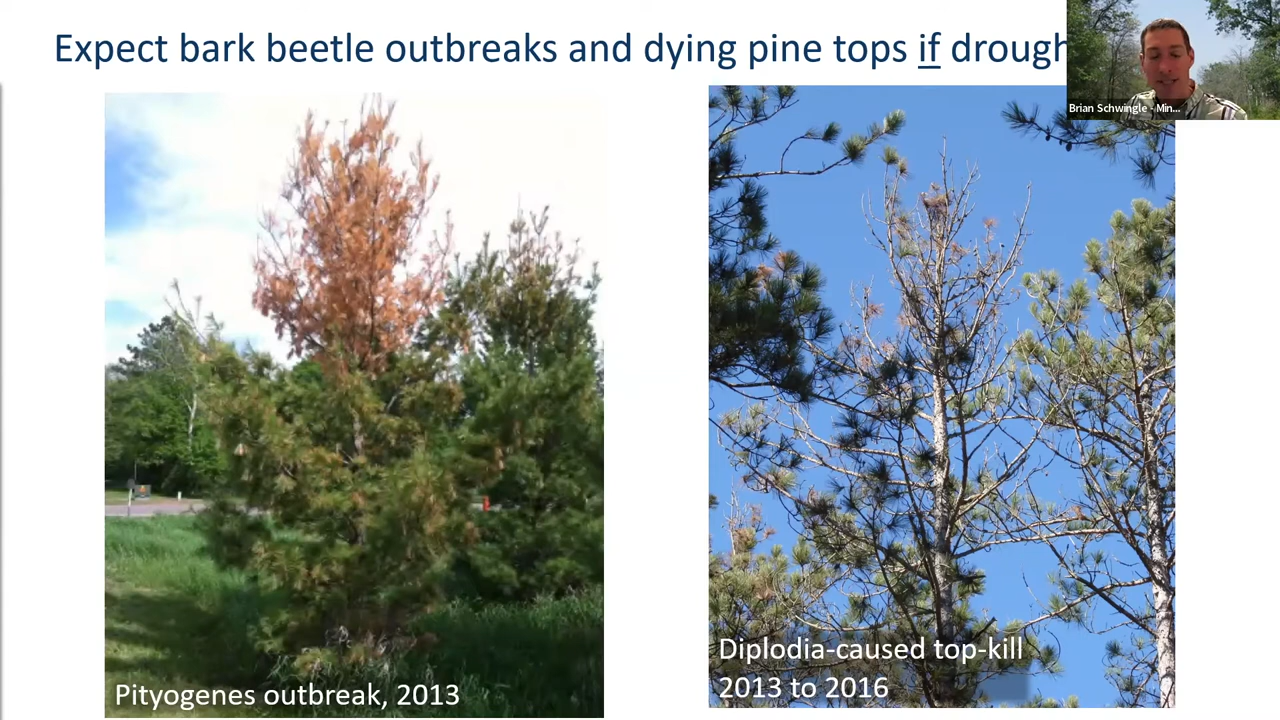 Expect bark beetle outbreaks and dying pine tops if drough
Brian Schwingle - Min...
Pityogenes outbreak, 2013
Diplodia-caused top-kill
2013 to 2016